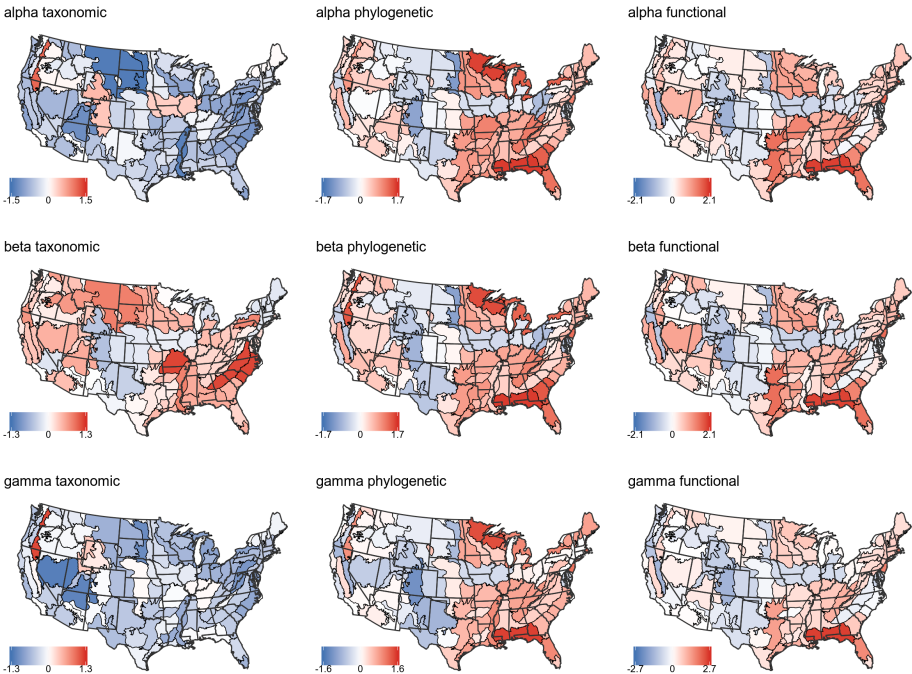 alpha taxonomic alpha phylogenetic alpha functional
-1.5 0 1.5 -1.7 0 1.7 -2.1 0 2.1
beta taxonomic beta phylogenetic beta functional
-1.3 0 1.3 -1.7 0 1.7 -2.1 0 2.1
gamma taxonomic gamma phylogenetic gamma functional
-1.3 0 1.3 -1.6 0 1.6 -2.7 0 2.7